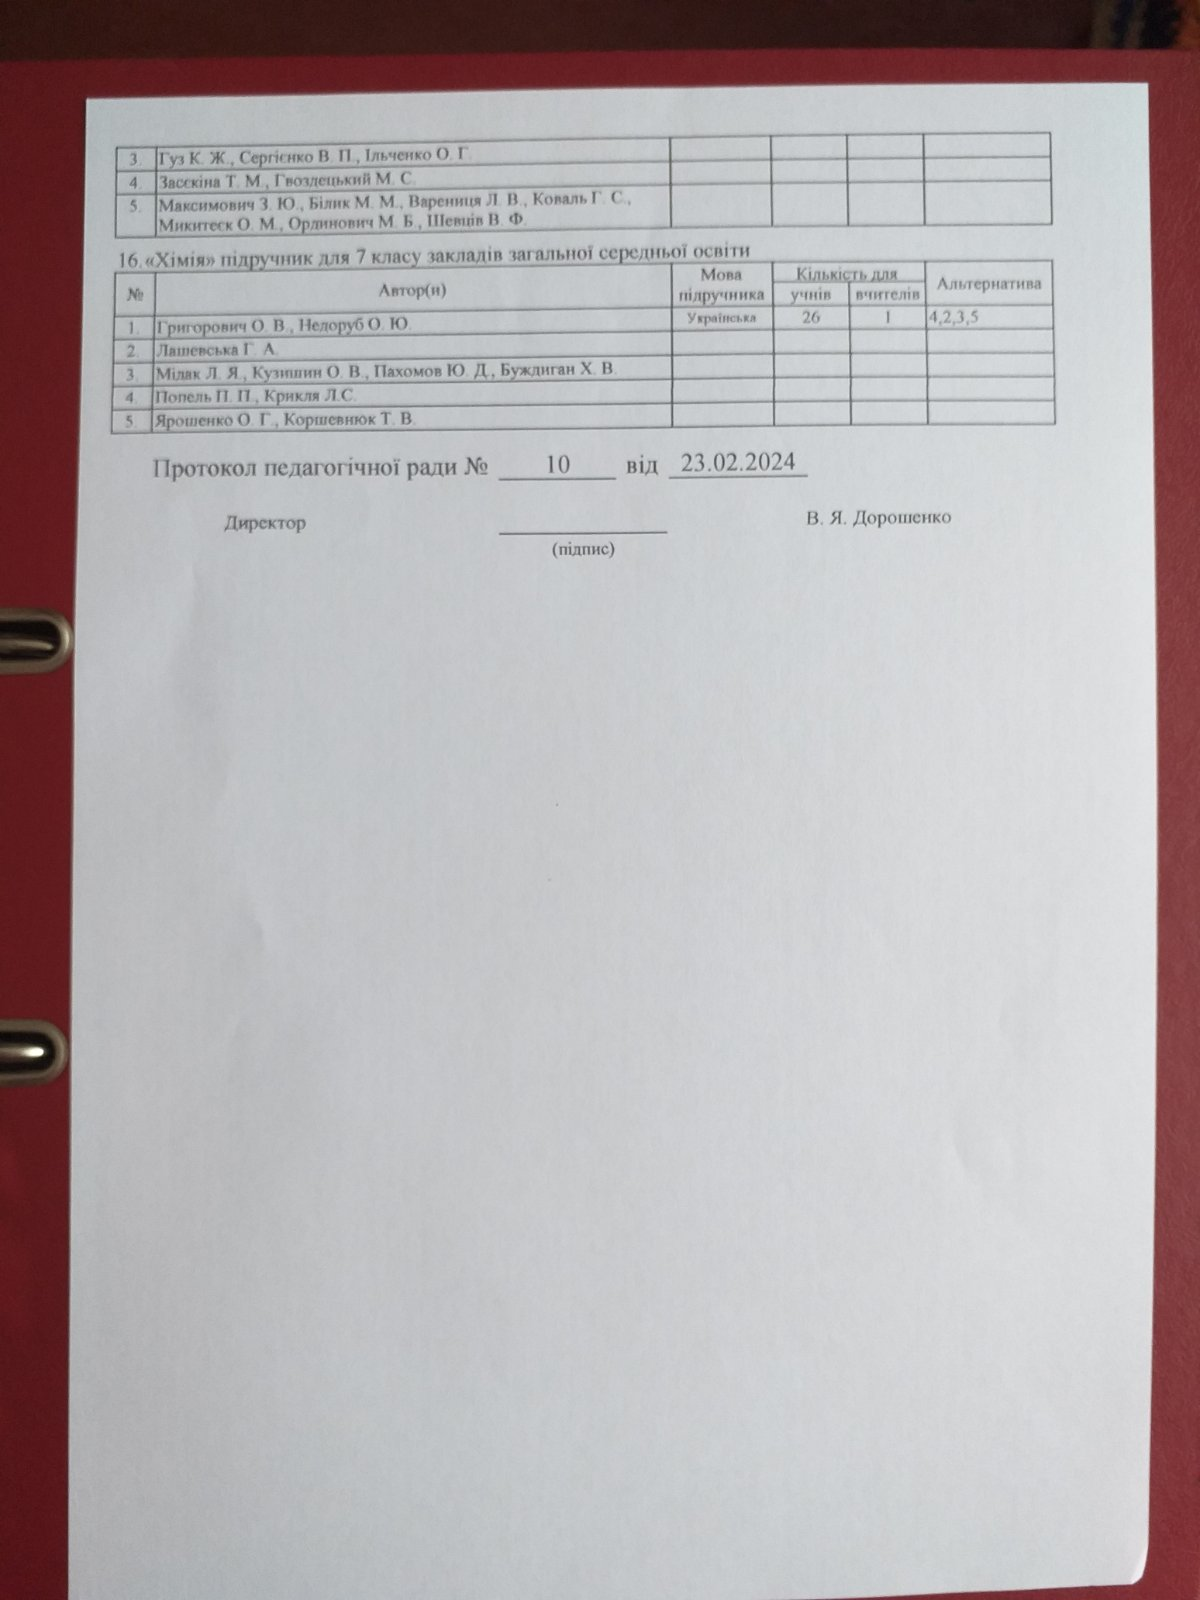 3. Гуз К. Ж., Сергієнко В. П., Ільченко О. Г.
4. Засєкіна Т. М., Гвоздецький М. С.
5. Максимович З. Ю., Білик М. М., Варениця Л. В., Коваль Г. С.,
Микитеєк О. М., Ординович М. Б., Шевців В. Ф.
16.«Хімія» підручник для 7 класу закладів загальної середньої освіти
№ Автор(и) Мова підручника Кількість для учнів вчителів Альтернатива
1. Григорович О. В., Недоруб О. Ю. Українська 26 1 4,2,3,5
2. Лашевська Г. А.
3. Мідак Л. Я., Кузишин О. В., Пахомов Ю. Д., Буждиган Х. В.
4. Попель П. П., Крикля Л.С.
5. Ярошенко О. Г., Коршевнюк Т. В.
Протокол педагогічної ради № 10 від 23.02.2024
Директор В. Я. Дорошенко
(підпис)